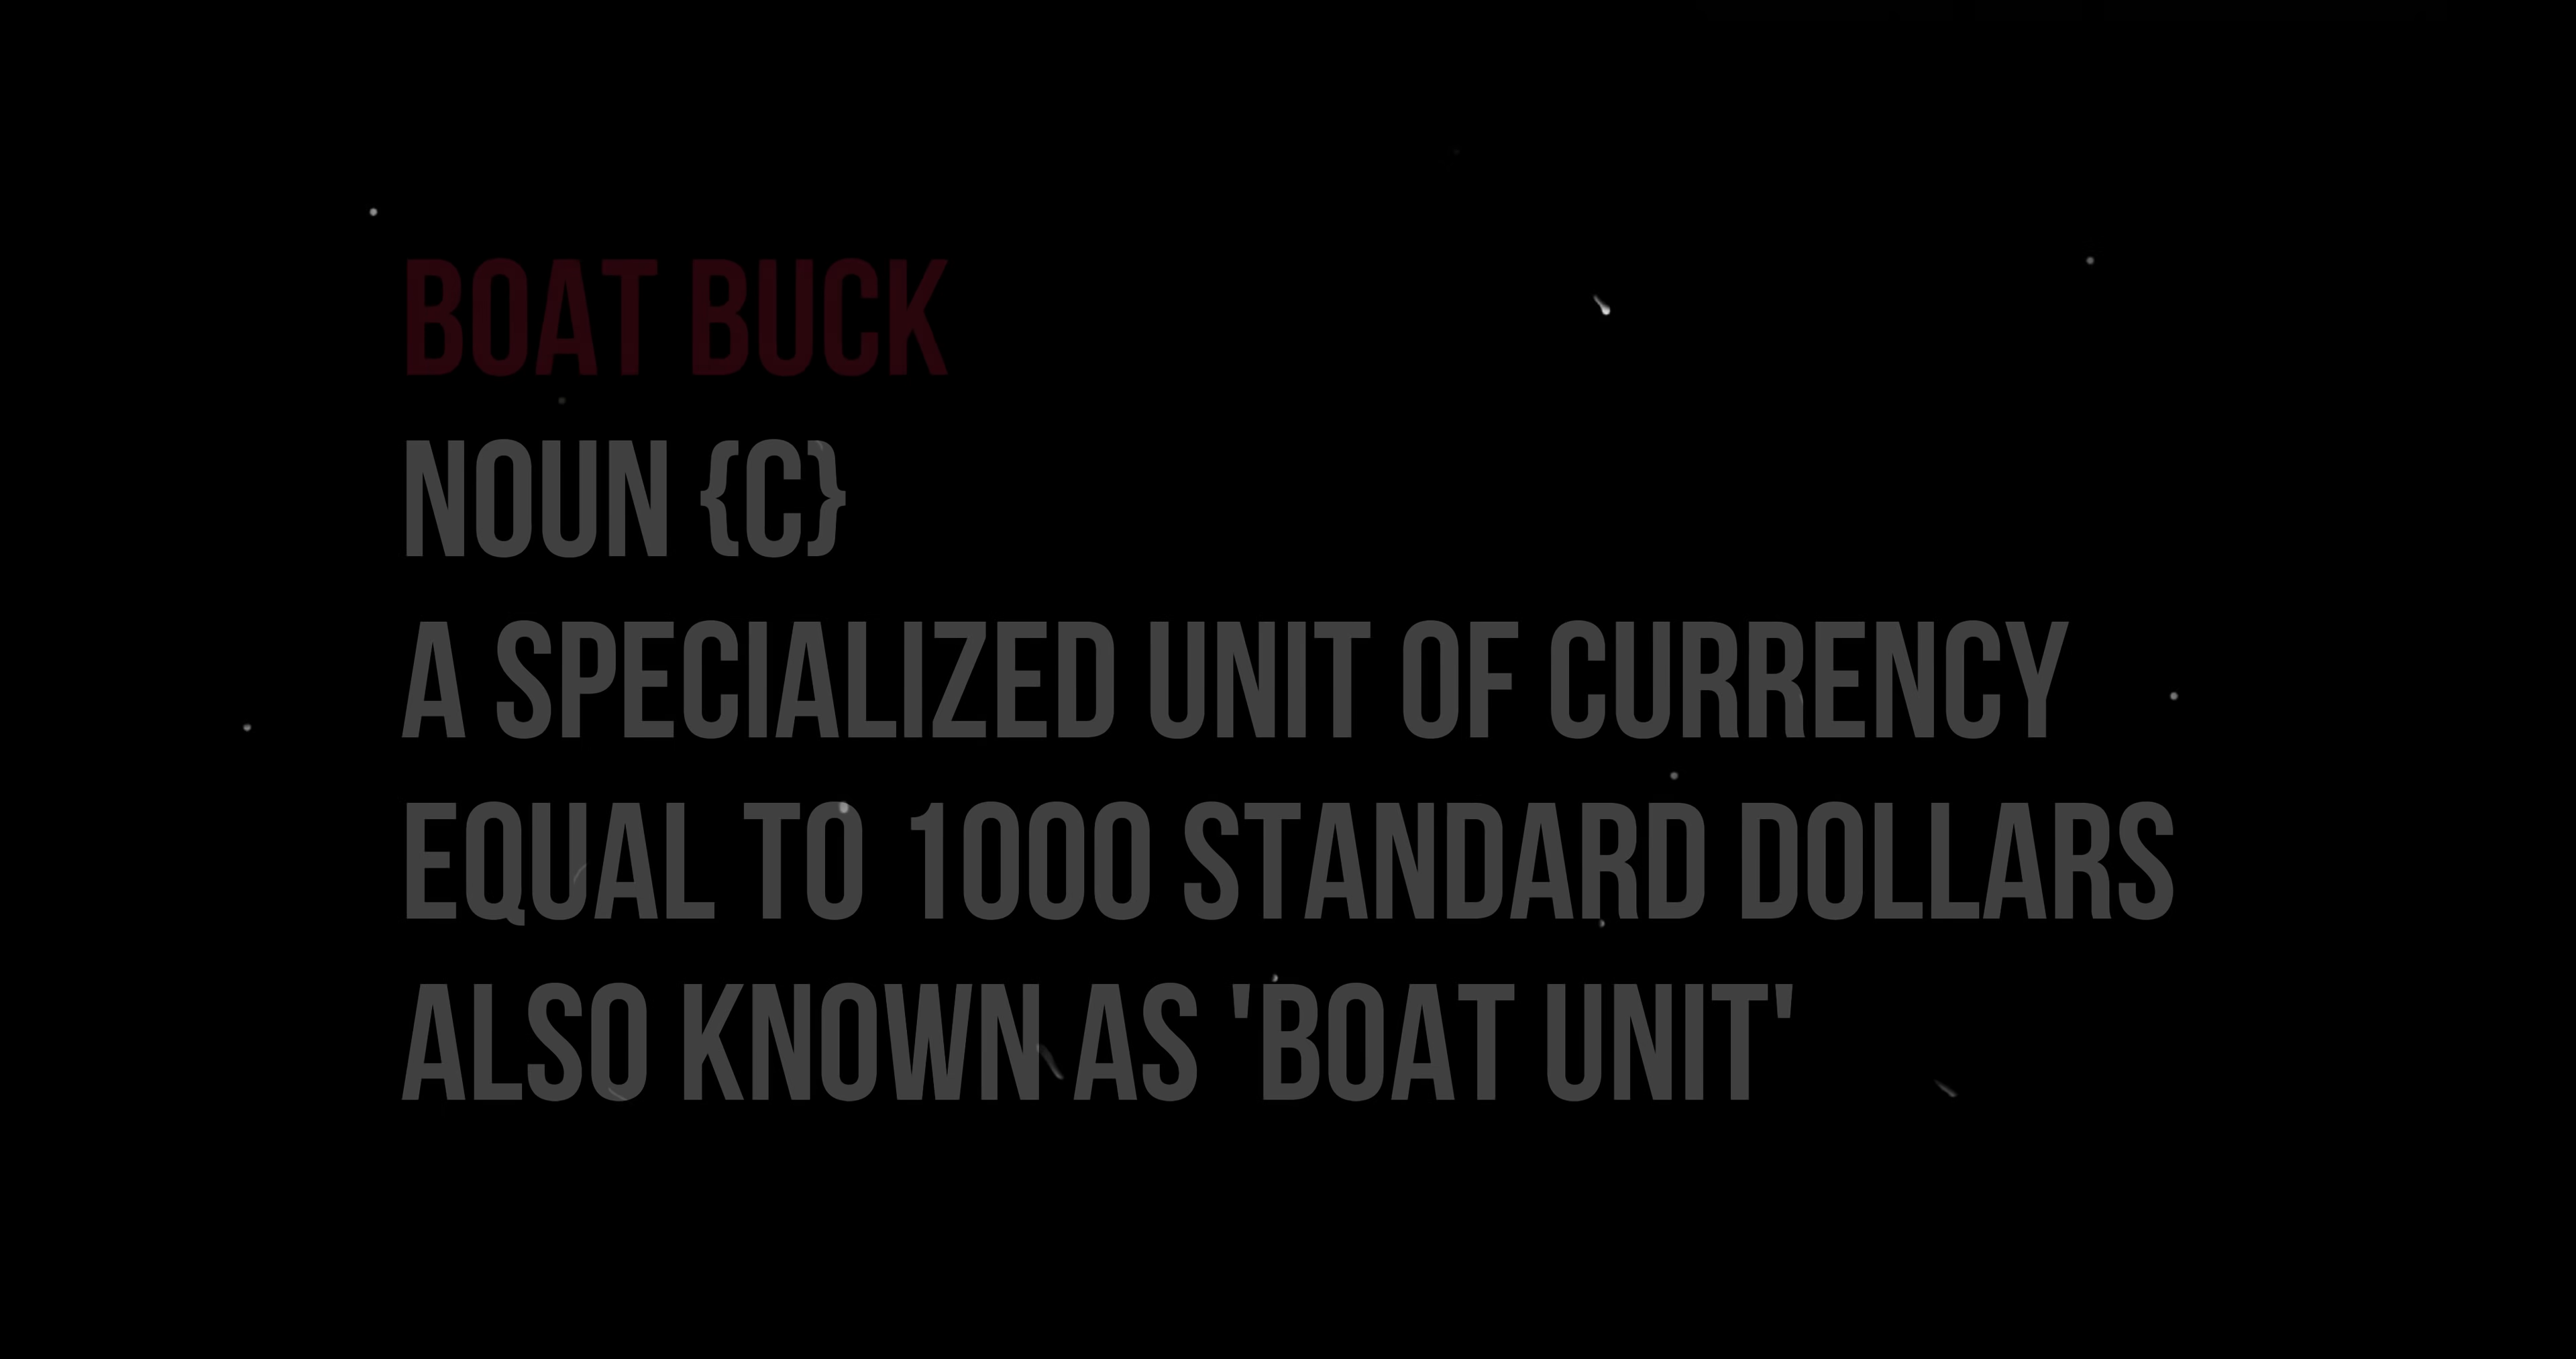 BOAT BUCK
NOUN {C}
A SPECIALIZED UNIT OF CURRENCY
EQUAL TO  1000 STANDARD DOLLARS
ALSO KNOWN AS 'BOAT UNIT'